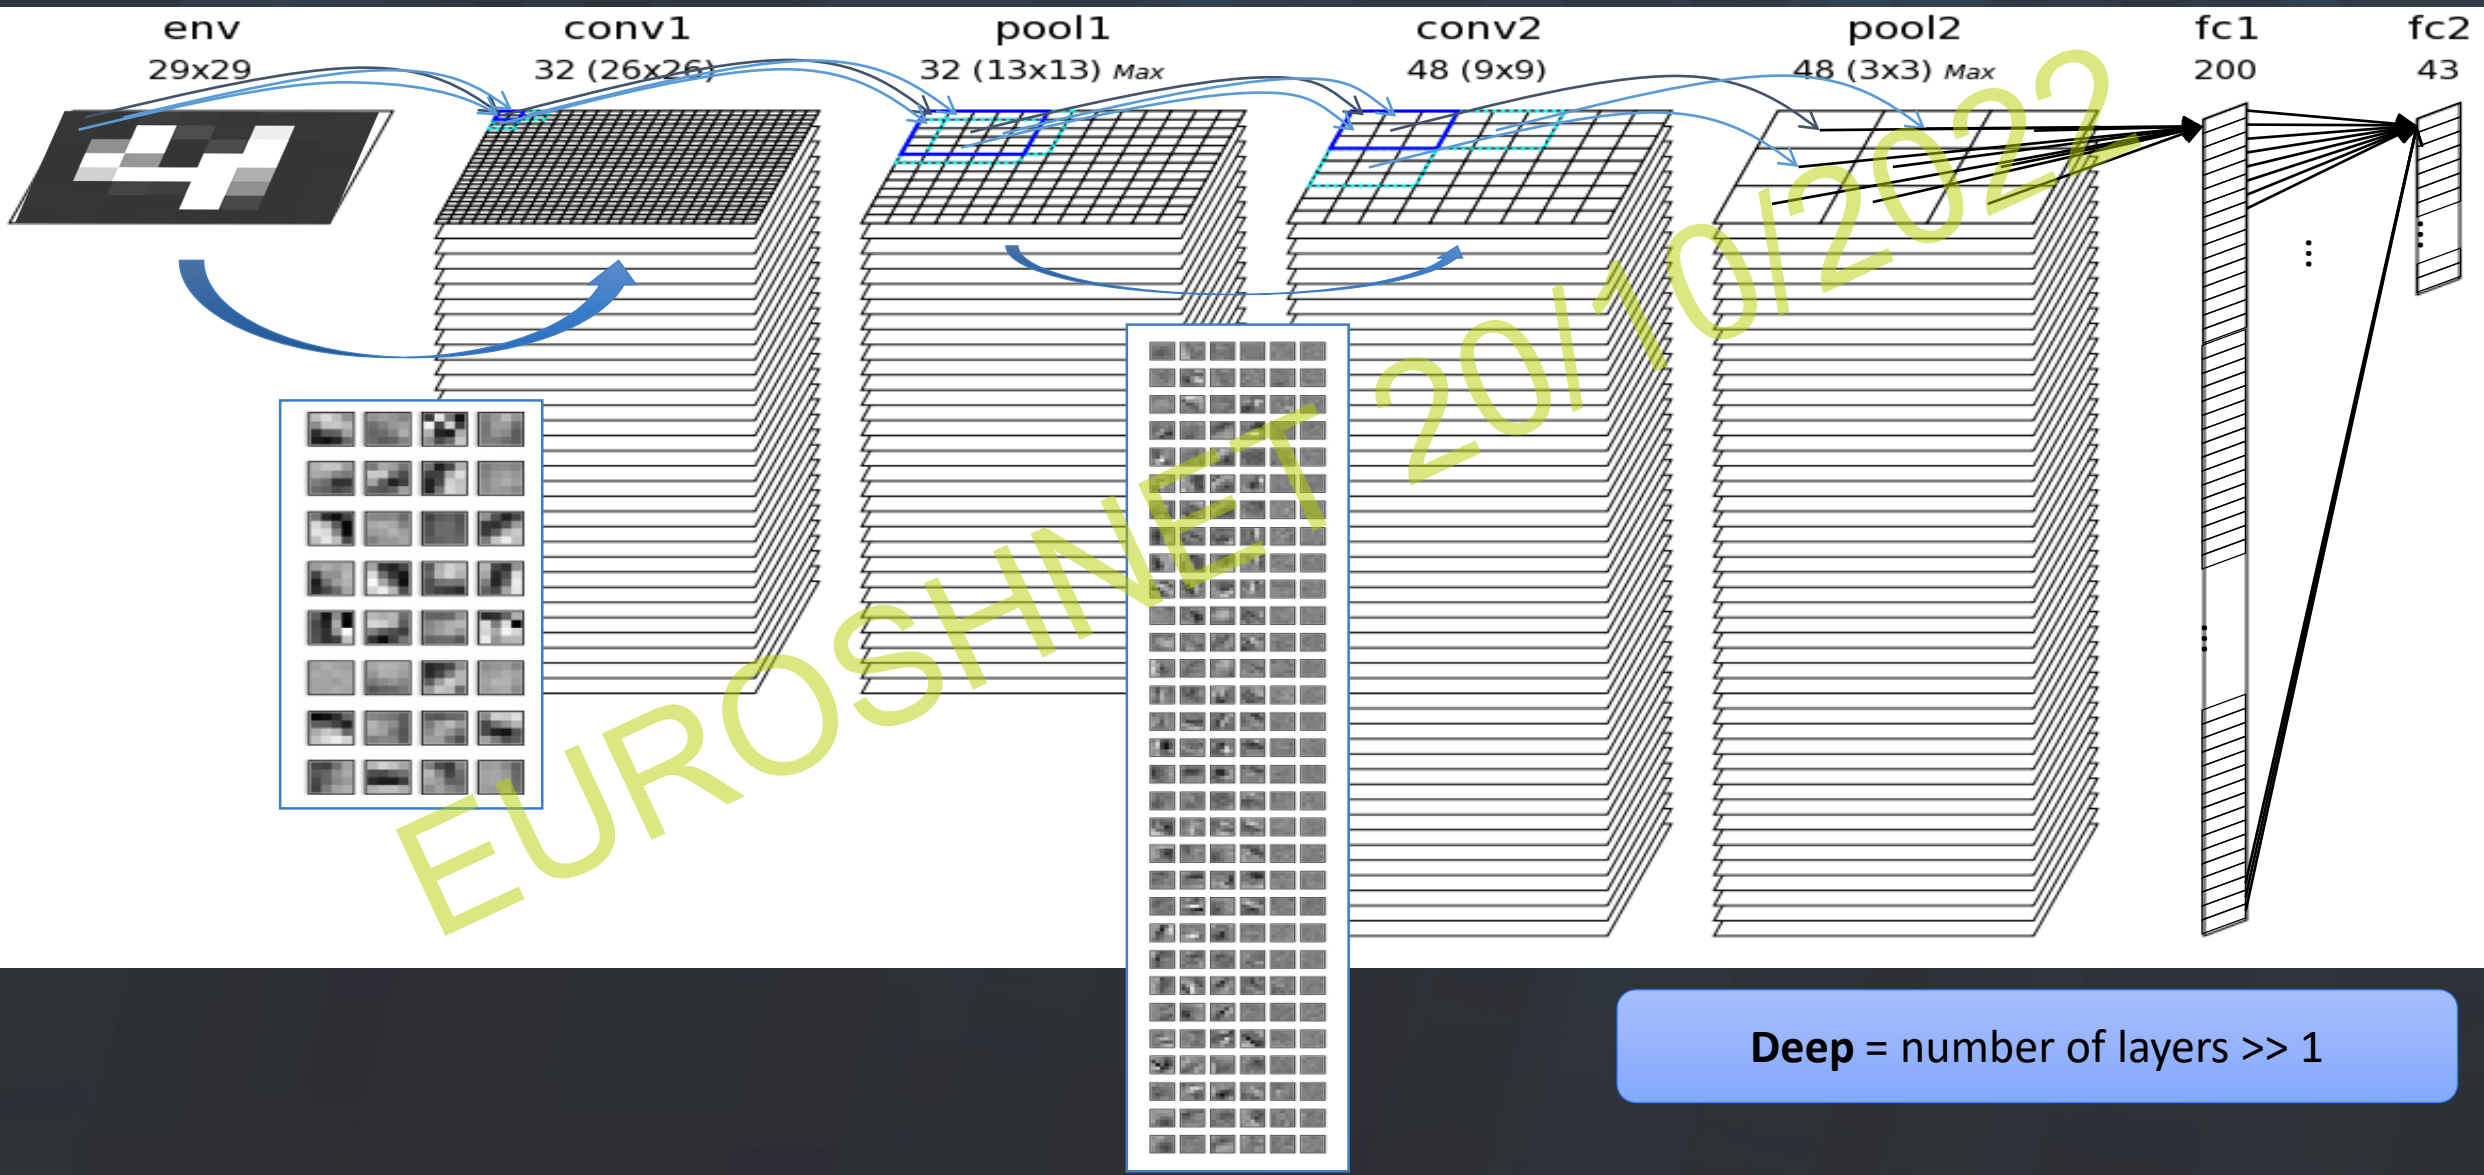 env
29x29
conv1
32 (26x26)
pool1
32 (13x13) Max
conv2
48 (9x9)
pool2
48 (3x3) Max
fc1
200
fc2
43
EUROSHNET 20/10/2022
Deep = number of layers >> 1